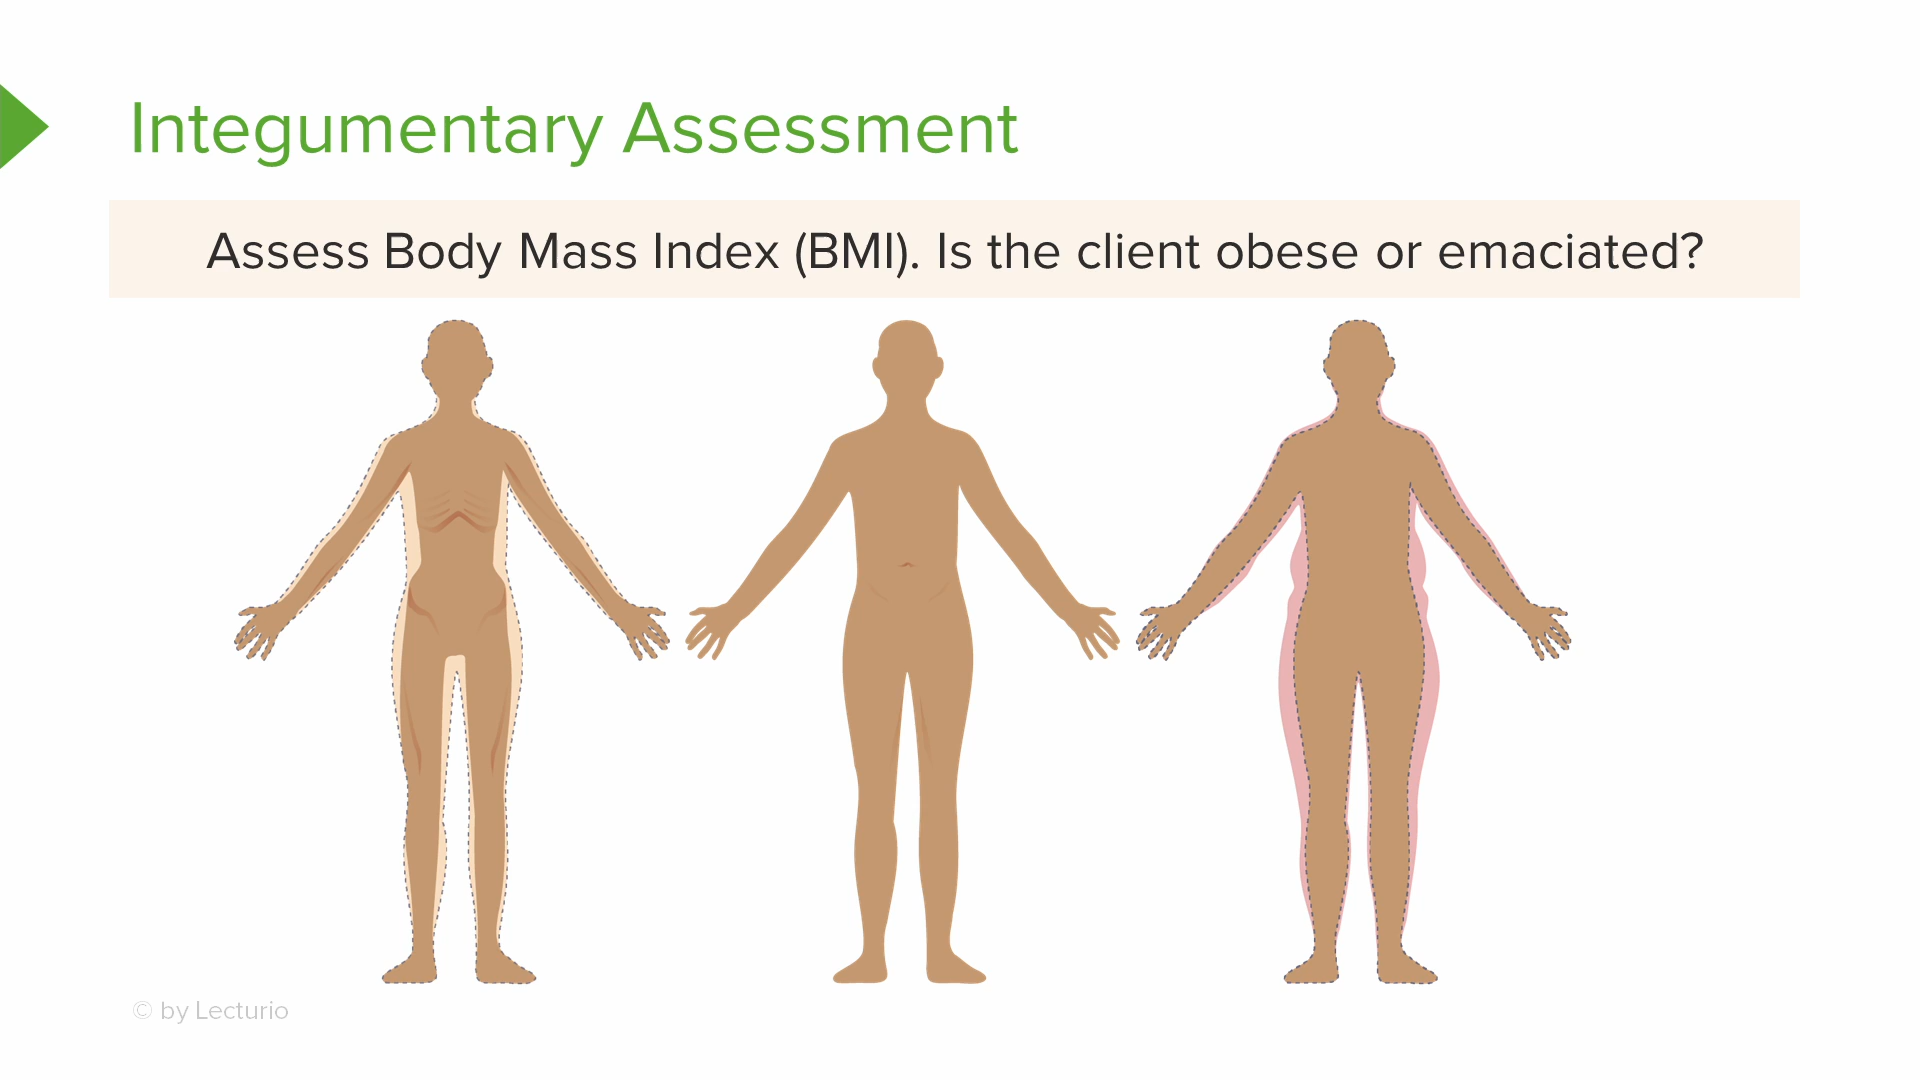 Integumentary Assessment
Assess Body Mass Index (BMI). Is the client obese or emaciated?
© by Lecturio